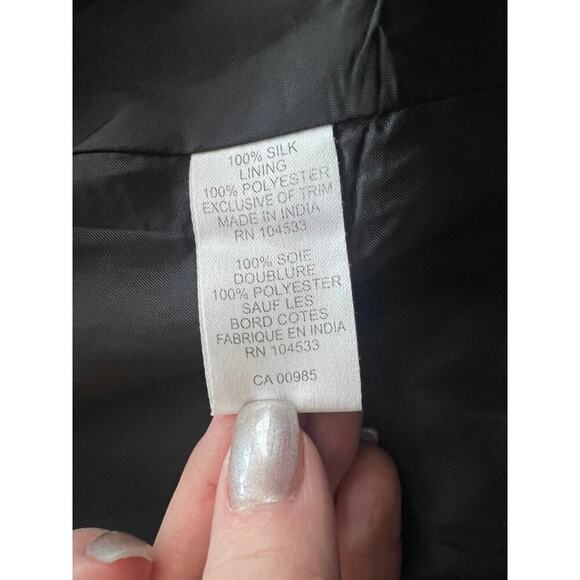 100% SILK
LINING
100% POLYESTER
EXCLUSIVE OF TRIM
MADE IN INDIA
RN 104533
100% SOIE
DOUBLURE
100% POLYESTER
SAUF LES
BORD COTES
FABRIQUE EN INDIA
RN 104533
CA 00985